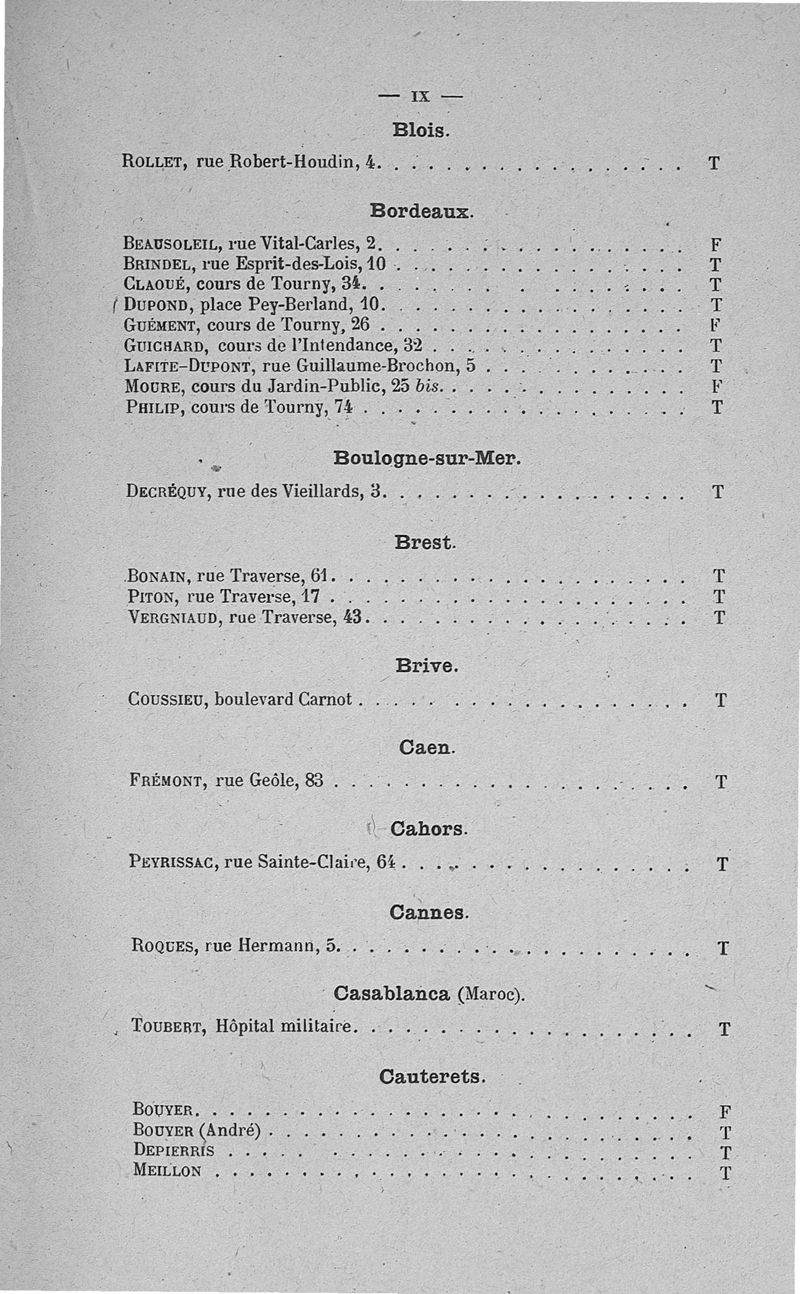 — IX —
Blois.
ROLLET, rue Robert-Houdin, 4. . . . . . . . . . . . . . . . . . . T
Bordeaux.
BEAUSOLEIL, rue Vital-Carles, 2. . . . . . . . . . . . . . . . . . . F
BRINDEL, rue Esprit-des-Lois, 10 . . . . . . . . . . . . . . . . . . T
CLAOUÉ, cours de Tourny, 34. . . . . . . . . . . . . . . . . . . T
DUPOND, place Pey-Berland, 10. . . . . . . . . . . . . . . . . . T
GUÉMENT, cours de Tourny, 26 . . . . . . . . . . . . . . . . . . F
GUICHARD, cours de l'Intendance, 32 . . . . . . . . . . . . . . . T
LAFITE-DUPONT, rue Guillaume-Brochon, 5 . . . . . . . . . . . . T
MOURE, cours du Jardin-Public, 25 bis. . . . . . . . . . . . . . . F
PHILIP, cours de Tourny, 74 . . . . . . . . . . . . . . . . . . . T
Boulogne-sur-Mer.
DECRÉQUY, rue des Vieillards, 3. . . . . . . . . . . . . . . . . . T
Brest.
BONAIN, rue Traverse, 61. . . . . . . . . . . . . . . . . . . . . T
PITON, rue Traverse, 17 . . . . . . . . . . . . . . . . . . . . . T
VERGNIAUD, rue Traverse, 43. . . . . . . . . . . . . . . . . . . T
Brive.
COUSSIEU, boulevard Carnot . . . . . . . . . . . . . . . . . . . T
Caen.
FRÉMONT, rue Geôle, 83 . . . . . . . . . . . . . . . . . . . . . T
Cahors.
PEYRISSAC, rue Sainte-Claire, 64 . . . . . . . . . . . . . . . . . T
Cannes.
ROQUES, rue Hermann, 5. . . . . . . . . . . . . . . . . . . . . T
Casablanca (Maroc).
TOUBERT, Hôpital militaire. . . . . . . . . . . . . . . . . . . . T
Cauterets.
BOUYER. . . . . . . . . . . . . . . . . . . . . . . . . . . . . F
BOUYER (André) . . . . . . . . . . . . . . . . . . . . . . . . . T
DEPIERRIS . . . . . . . . . . . . . . . . . . . . . . . . . . . T
MEILLON . . . . . . . . . . . . . . . . . . . . . . . . . . . . T